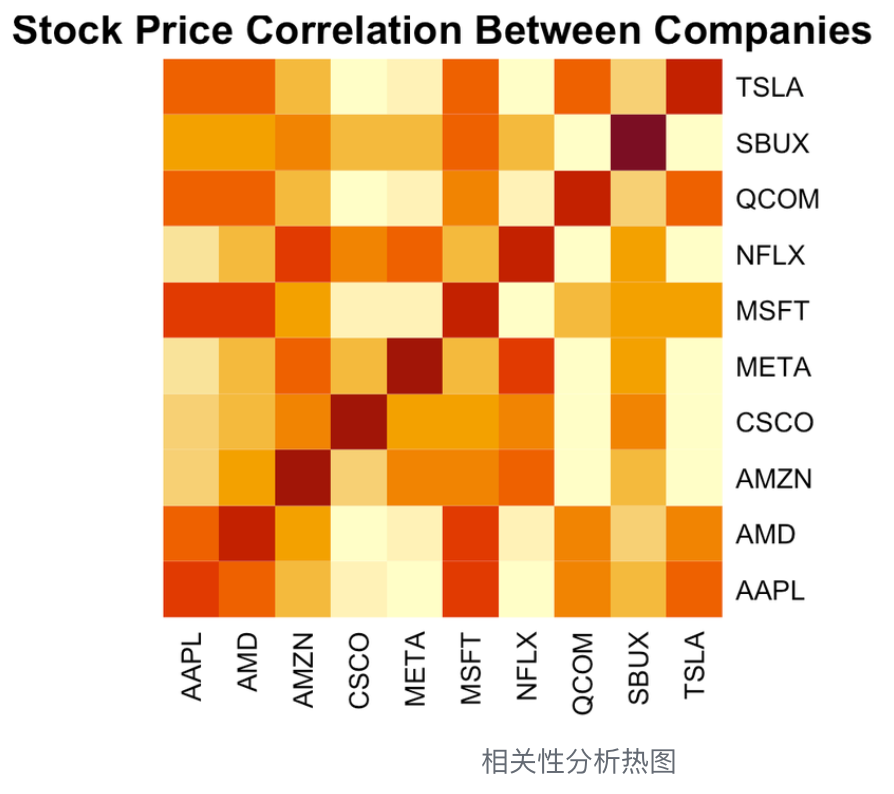 Stock Price Correlation Between Companies
TSLA
SBUX
QCOM
NFLX
MSFT
META
CSCO
AMZN
AMD
AAPL
AAPL
AMD
AMZN
CSCO
META
MSFT
NFLX
QCOM
SBUX
TSLA
相关性分析热图